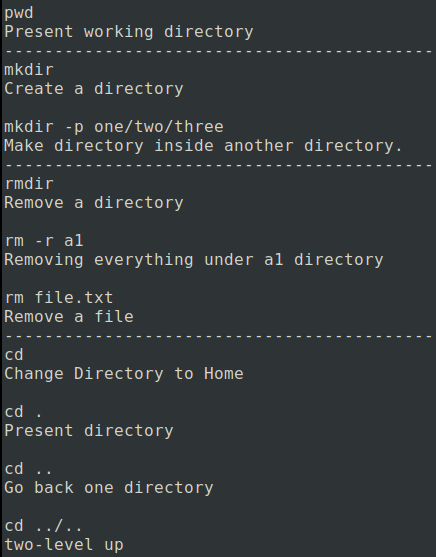 pwd
Present working directory
-------------------------------------------
mkdir
Create a directory
mkdir -p one/two/three
Make directory inside another directory.
-------------------------------------------
rmdir
Remove a directory
rm -r a1
Removing everything under a1 directory
rm file.txt
Remove a file
-------------------------------------------
cd
Change Directory to Home
cd .
Present directory
cd ..
Go back one directory
cd ../..
two-level up